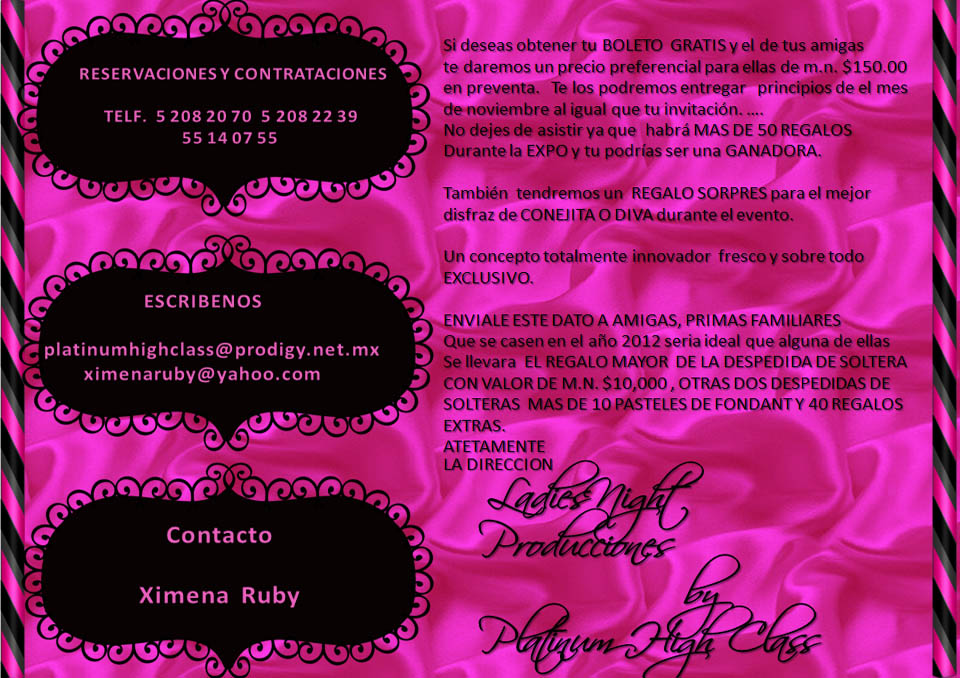 RESERVACIONES Y CONTRATACIONES
TELF. 5 208 20 70 5 208 22 39
55 14 07 55
ESCRIBENOS
platinumhighclass@prodigy.net.mx
ximenaruby@yahoo.com
Contacto
Ximena Ruby
Si deseas obtener tu BOLETO GRATIS y el de tus amigas
te daremos un precio preferencial para ellas de m.n. $150.00
en preventa. Te los podremos entregar principios de el mes
de noviembre al igual que tu invitación. ....
No dejes de asistir ya que habrá MAS DE 50 REGALOS
Durante la EXPO y tu podrías ser una GANADORA.
También tendremos un REGALO SORPRES para el mejor
disfraz de CONEJITA O DIVA durante el evento.
Un concepto totalmente innovador fresco y sobre todo
EXCLUSIVO.
ENVIALE ESTE DATO A AMIGAS, PRIMAS FAMILIARES
Que se casen en el año 2012 seria ideal que alguna de ellas
Se llevara EL REGALO MAYOR DE LA DESPEDIDA DE SOLTERA
CON VALOR DE M.N. $10,000 , OTRAS DOS DESPEDIDAS DE
SOLTERAS MAS DE 10 PASTELES DE FONDANT Y 40 REGALOS
EXTRAS.
ATETAMENTE
LA DIRECCION
Ladies Night
Producciones
by
Platinum High Class